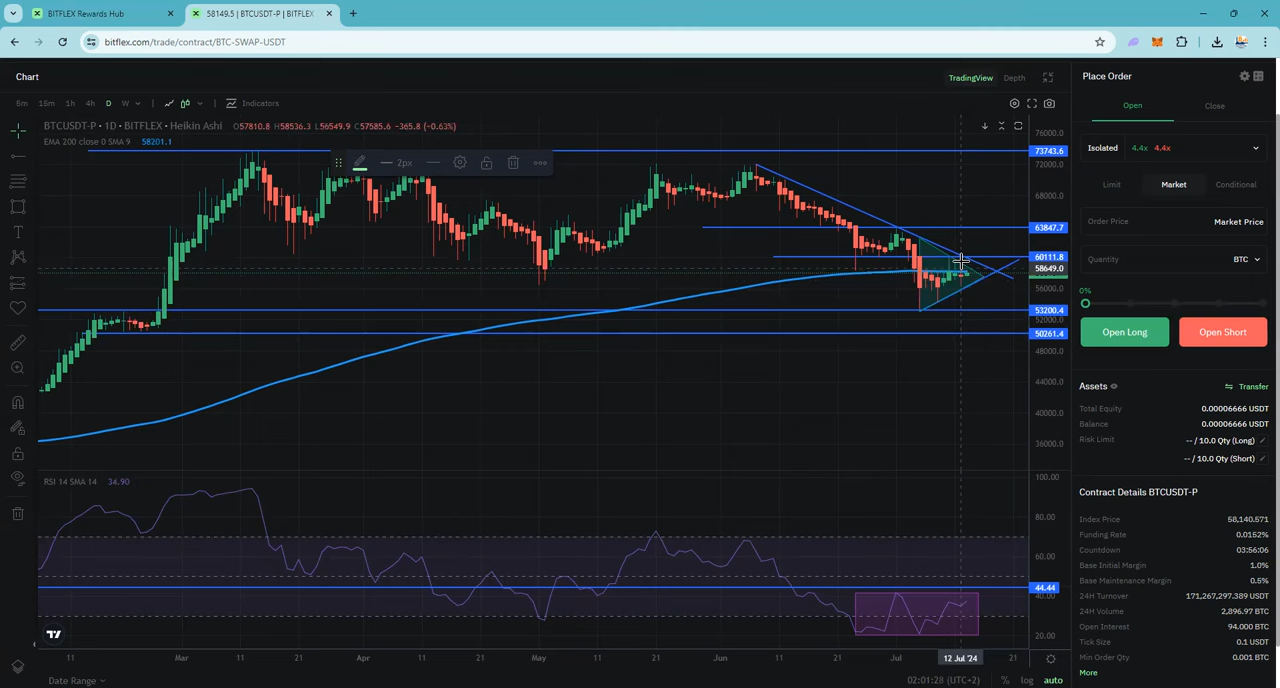 BITFLEX Rewards Hub
58149.5 | BTCUSDT-P | BITFLEX
bitflex.com/trade/contract/BTC-SWAP-USDT
Chart
TradingView
Depth
5m
15m
1h
4h
D
W
Indicators
BTCUSDT-P • 1D • BITFLEX • Heikin Ashi O57810.8 H58536.3 L56549.9 C57585.6 -365.8 (-0.63%)
EMA 200 close 0 SMA 9 58201.1
2px
76000.0
73743.6
72000.0
68000.0
63847.7
60111.8
58649.0
56000.0
53200.4
52000.0
50261.4
48000.0
44000.0
40000.0
36000.0
RSI 14 SMA 14 34.90
100.00
80.00
60.00
44.44
40.00
20.00
11
Mar
11
21
Apr
11
21
May
11
21
Jun
11
21
Jul
12 Jul '24
21
Date Range
02:01:28 (UTC+2)
%
log
auto
Place Order
Open
Close
Isolated
4.4x 4.4x
Limit
Market
Conditional
Order Price
Market Price
Quantity
BTC
0%
Open Long
Open Short
Assets
Transfer
Total Equity
0.00006666 USDT
Balance
0.00006666 USDT
Risk Limit
-- / 10.0 Qty (Long)
-- / 10.0 Qty (Short)
Contract Details BTCUSDT-P
Index Price
58,140.571
Funding Rate
0.0152%
Countdown
03:56:06
Base Initial Margin
1.0%
Base Maintenance Margin
0.5%
24H Turnover
171,267,297.389 USDT
24H Volume
2,896.97 BTC
Open Interest
94.000 BTC
Tick Size
0.1 USDT
Min Order Qty
0.001 BTC
More